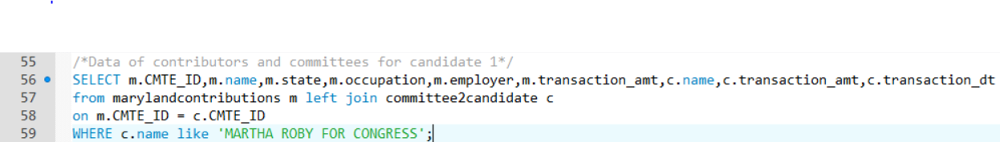 55 /*Data of contributors and committees for candidate 1*/
56 SELECT m.CMTE_ID,m.name,m.state,m.occupation,m.employer,m.transaction_amt,c.name,c.transaction_amt,c.transaction_dt
57 from marylandcontributions m left join committee2candidate c
58 on m.CMTE_ID = c.CMTE_ID
59 WHERE c.name like 'MARTHA ROBY FOR CONGRESS';